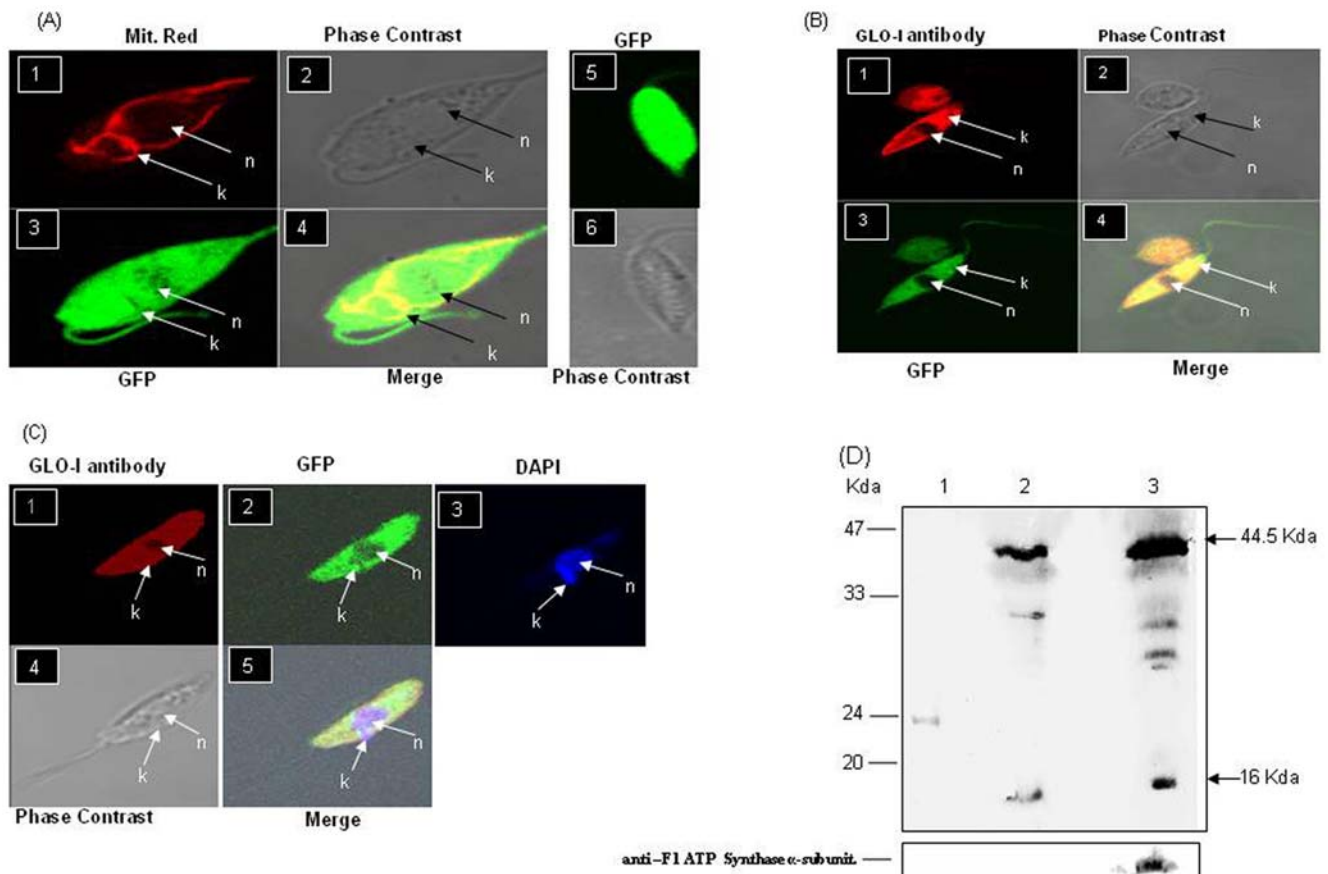 (A)
Mit. Red
Phase Contrast
GFP
1
n
k
2
n
k
5
3
n
k
4
n
k
6
GFP
Merge
Phase Contrast
(B)
GLO-I antibody
Phase Contrast
1
k
n
2
k
n
3
k
n
4
k
n
GFP
Merge
(C)
GLO-I antibody
GFP
DAPI
1
n
k
2
n
k
3
n
k
4
n
k
5
n
k
Phase Contrast
Merge
(D)
Kda 1 2 3
47
44.5 Kda
33
24
20
16 Kda
anti–F1 ATP Synthase α-subunit.